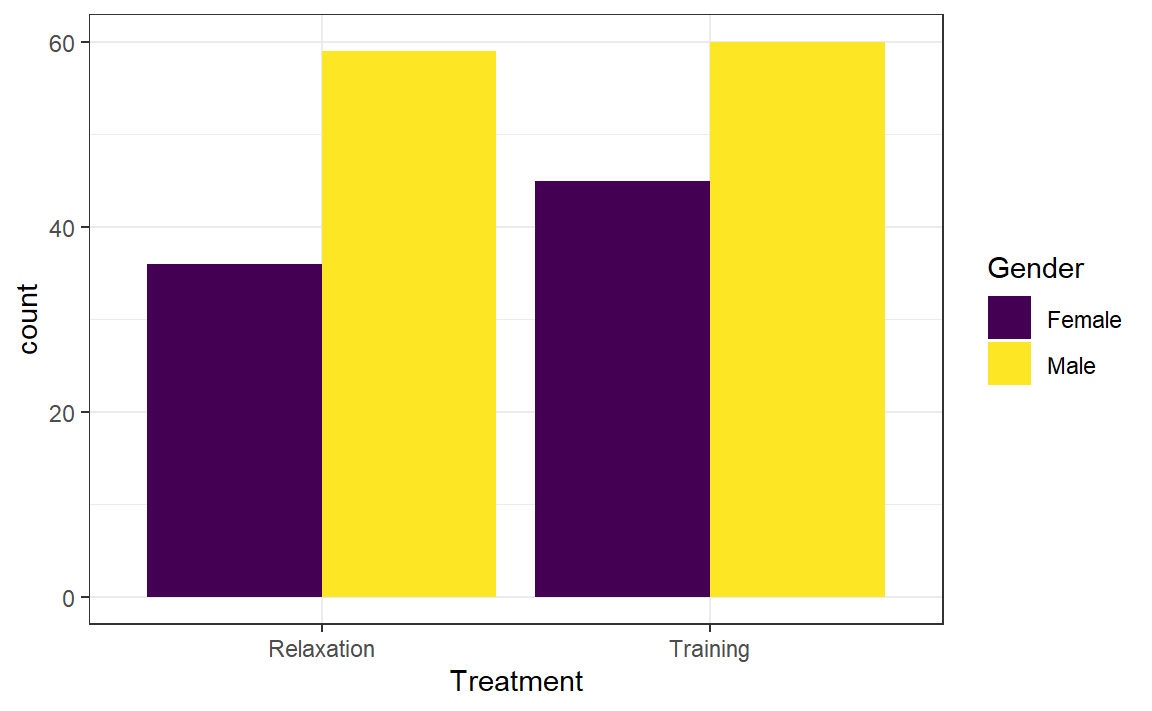 60
40
20
0
count
Relaxation
Training
Treatment
Gender
Female
Male